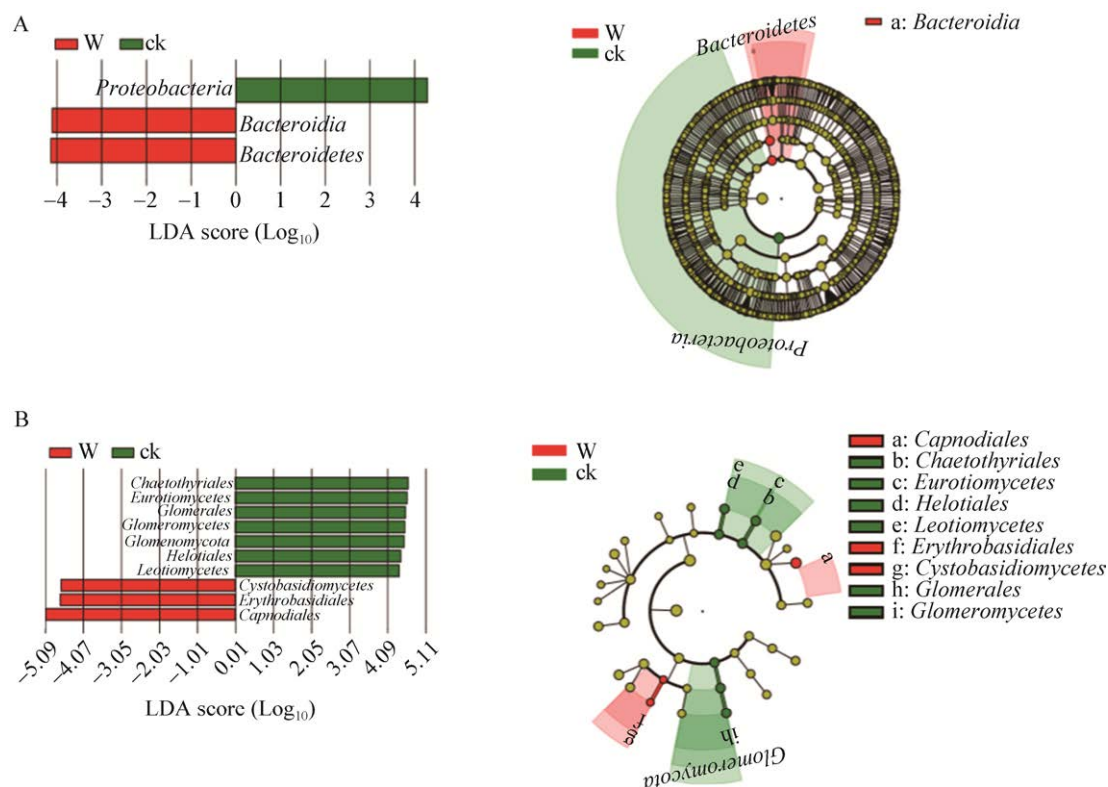 A
W ck
Proteobacteria
Bacteroidia
Bacteroidetes
−4 −3 −2 −1 0 1 2 3 4
LDA score (Log10)
W
ck
Bacteroidetes
Proteobacteria
a: Bacteroidia
B
W ck
Chaetothyriales
Eurotiomycetes
Glomerales
Glomeromycetes
Glomenomycota
Helotiales
Leotiomycetes
Cystobasidiomycetes
Erythrobasidiales
Capnodiales
−5.09 −4.07 −3.05 −2.03 −1.01 0.01 1.03 2.05 3.07 4.09 5.11
LDA score (Log10)
W
ck
e
d
c
b
a
ih
Glomeromycota
a: Capnodiales
b: Chaetothyriales
c: Eurotiomycetes
d: Helotiales
e: Leotiomycetes
f: Erythrobasidiales
g: Cystobasidiomycetes
h: Glomerales
i: Glomeromycetes